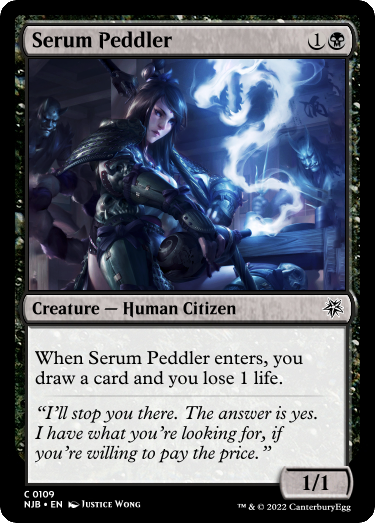 Serum Peddler 1
Creature — Human Citizen
When Serum Peddler enters, you
draw a card and you lose 1 life.
“I’ll stop you there. The answer is yes.
I have what you’re looking for, if
you’re willing to pay the price.”
1/1
C 0109
NJB • EN Justice Wong
™ & © 2022 CanterburyEgg